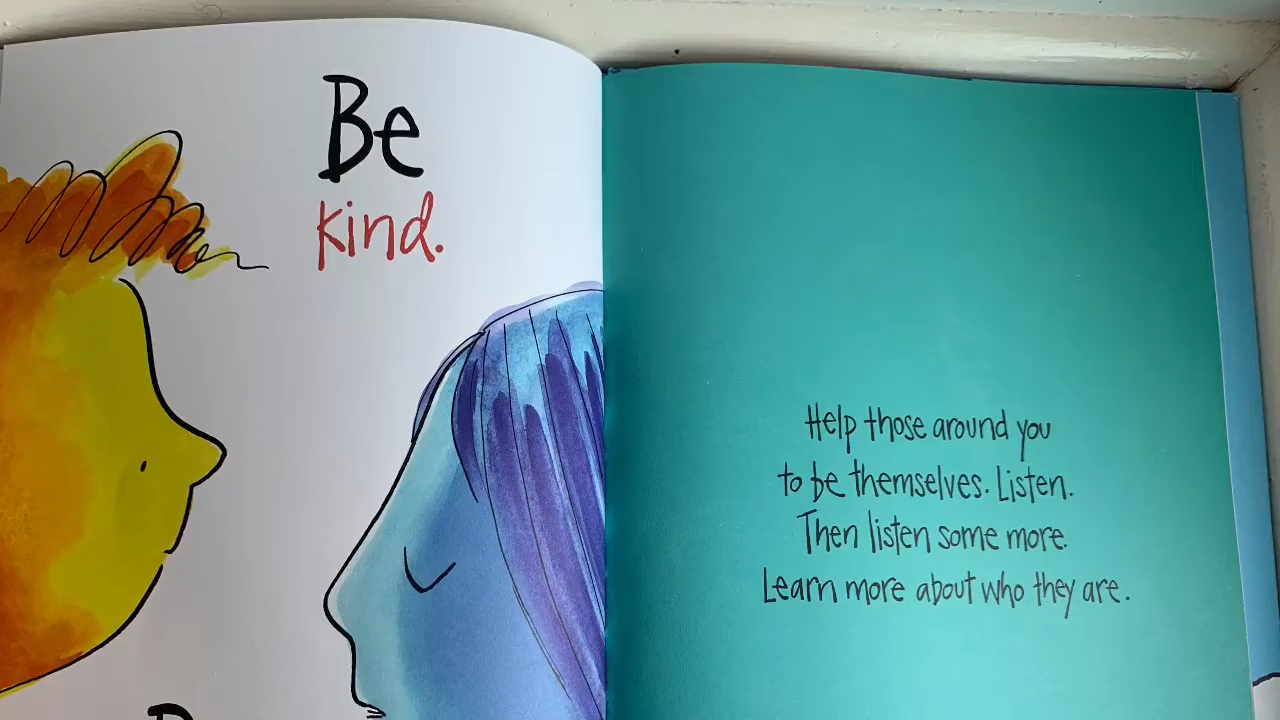 Be
kind.
Help those around you
to be themselves. Listen.
Then listen some more.
Learn more about who they are.